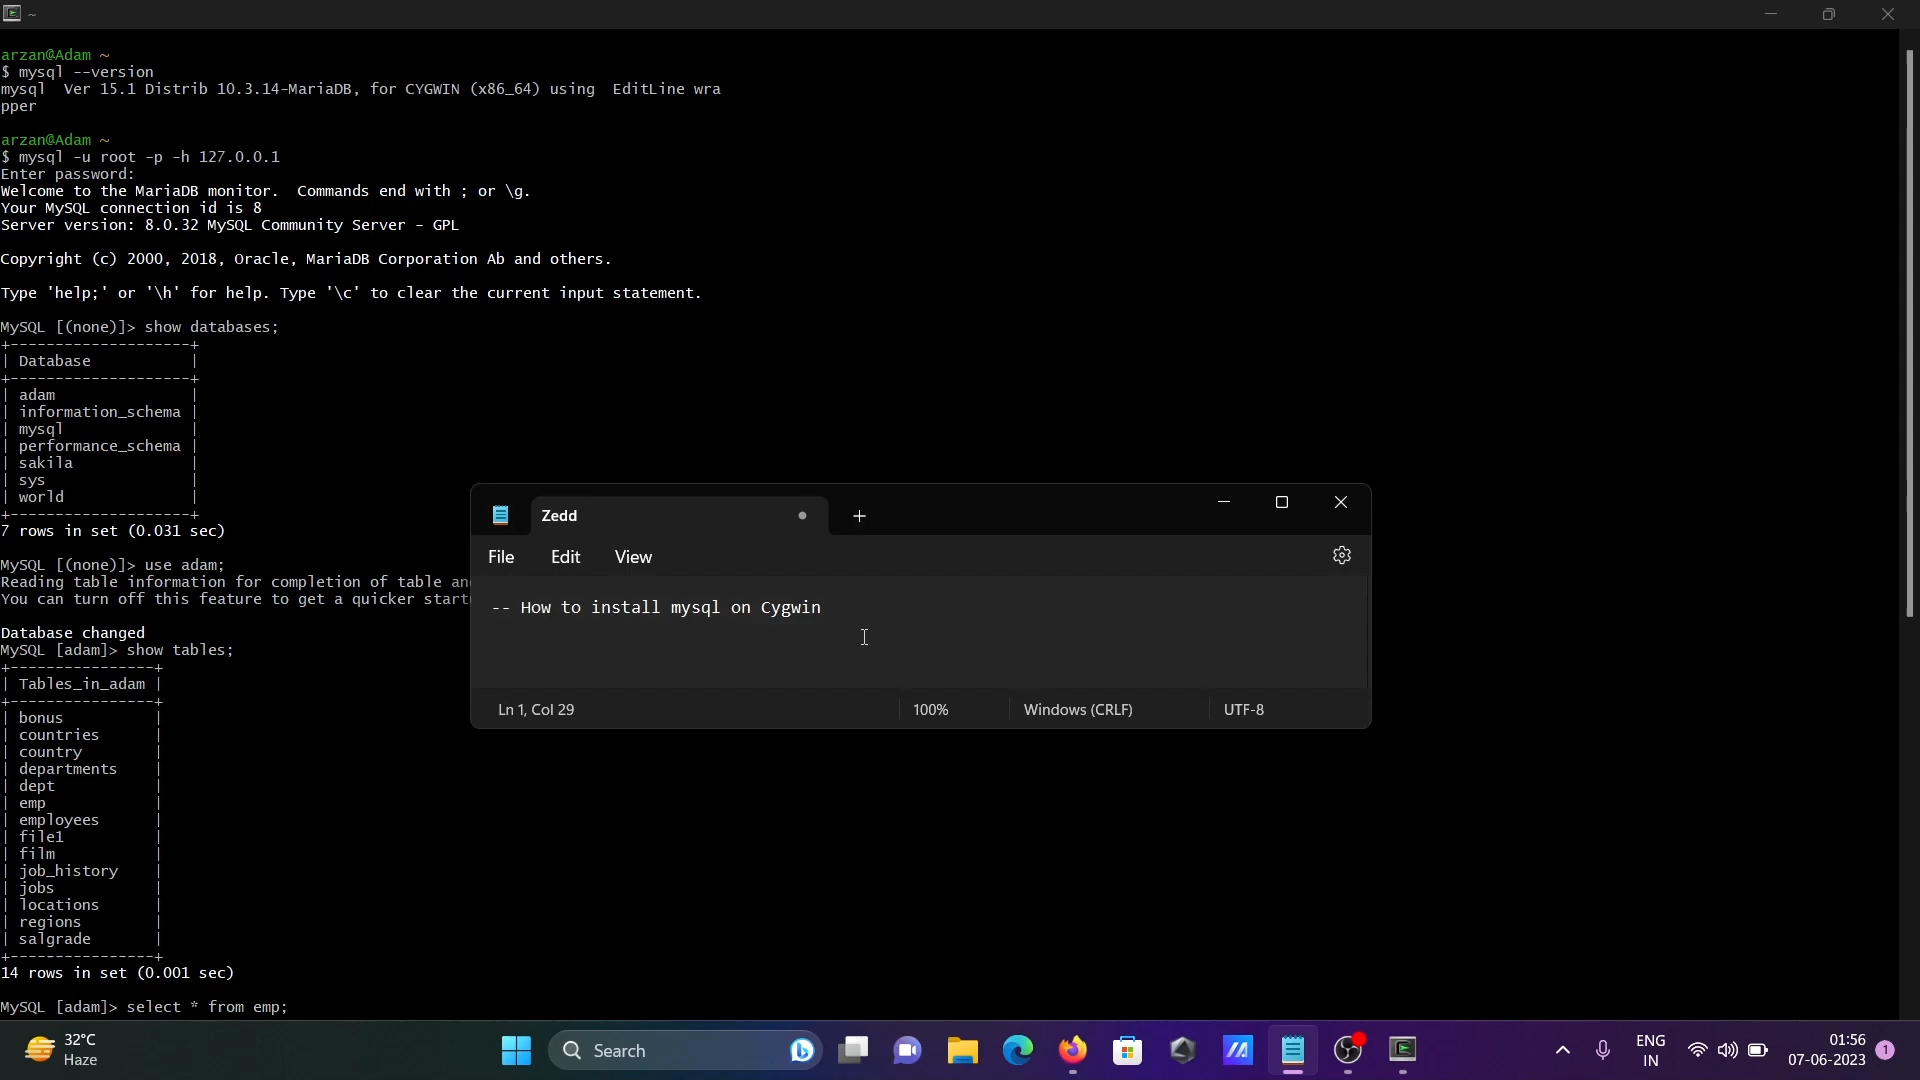 ~
arzan@Adam ~
$ mysql --version
mysql  Ver 15.1 Distrib 10.3.14-MariaDB, for CYGWIN (x86_64) using  EditLine wra
pper
arzan@Adam ~
$ mysql -u root -p -h 127.0.0.1
Enter password:
Welcome to the MariaDB monitor.  Commands end with ; or \g.
Your MySQL connection id is 8
Server version: 8.0.32 MySQL Community Server - GPL
Copyright (c) 2000, 2018, Oracle, MariaDB Corporation Ab and others.
Type 'help;' or '\h' for help. Type '\c' to clear the current input statement.
MySQL [(none)]> show databases;
+--------------------+
| Database           |
+--------------------+
| adam               |
| information_schema |
| mysql              |
| performance_schema |
| sakila             |
| sys                |
| world              |
+--------------------+
7 rows in set (0.031 sec)
MySQL [(none)]> use adam;
Reading table information for completion of table an
You can turn off this feature to get a quicker start
Database changed
MySQL [adam]> show tables;
+----------------+
| Tables_in_adam |
+----------------+
| bonus          |
| countries      |
| country        |
| departments    |
| dept           |
| emp            |
| employees      |
| file1          |
| film           |
| job_history    |
| jobs           |
| locations      |
| regions        |
| salgrade       |
+----------------+
14 rows in set (0.001 sec)
MySQL [adam]> select * from emp;
Zedd
File Edit View
-- How to install mysql on Cygwin
Ln 1, Col 29 100% Windows (CRLF) UTF-8
32°C
Haze
Search
ENG
IN
01:56
07-06-2023
1